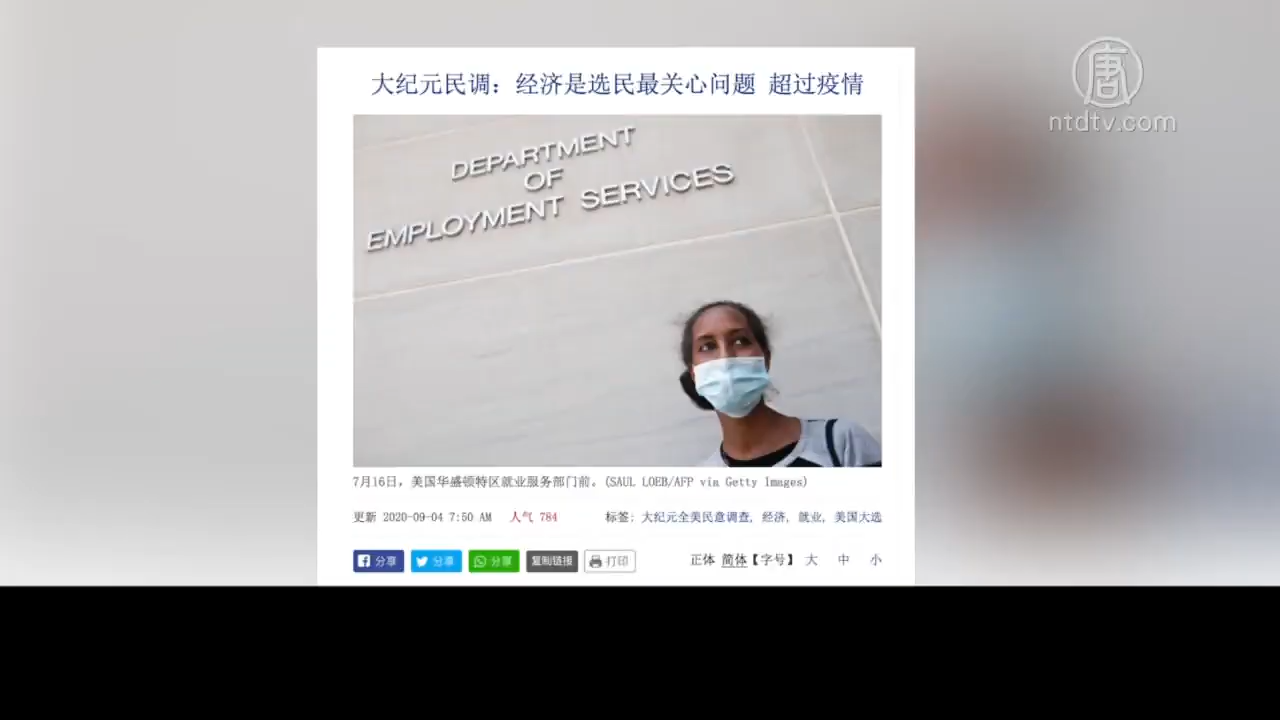 大纪元民调：经济是选民最关心问题 超过疫情
唐
ntdtv.com
DEPARTMENT
OF
EMPLOYMENT SERVICES
7月16日，美国华盛顿特区就业服务部门前。(SAUL LOEB/AFP via Getty Images)
更新 2020-09-04 7:50 AM 人气 784 标签: 大纪元全美民意调查, 经济, 就业, 美国大选
分享 分享 分享 复制链接 打印 正体 简体【字号】 大 中 小